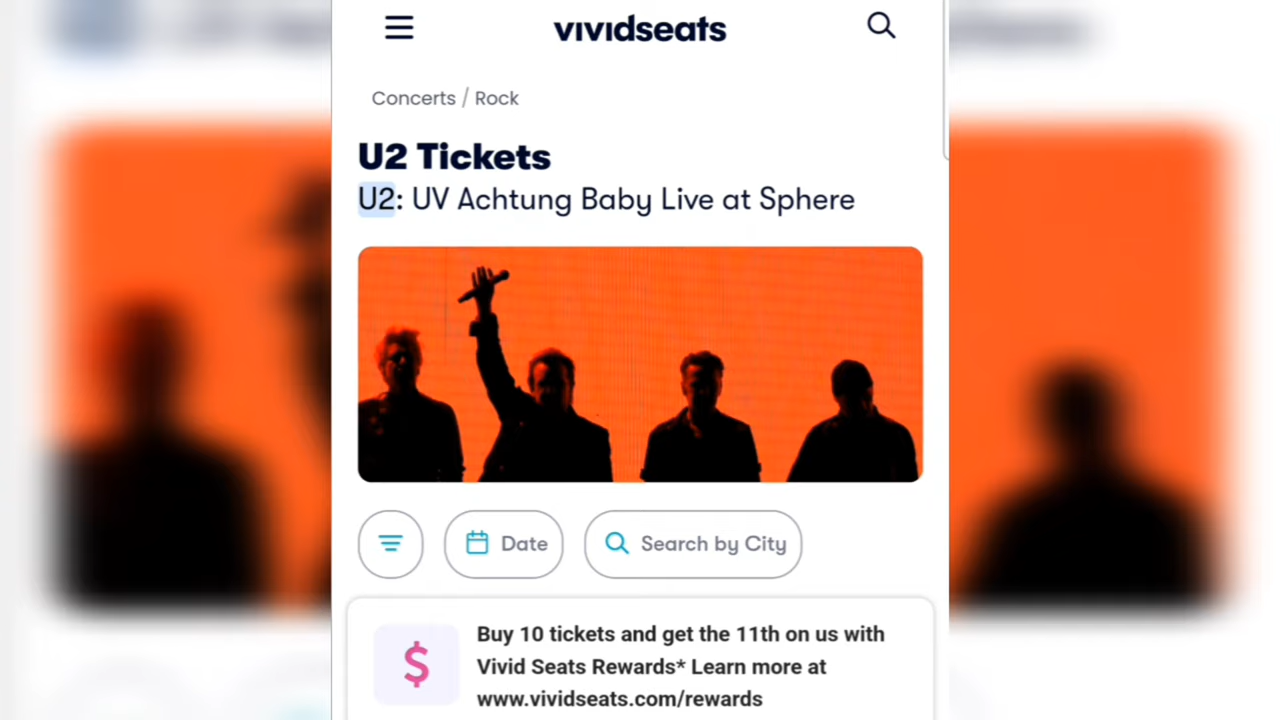 vividseats
Concerts / Rock
U2 Tickets
U2: UV Achtung Baby Live at Sphere
Date
Search by City
$
Buy 10 tickets and get the 11th on us with
Vivid Seats Rewards* Learn more at
www.vividseats.com/rewards